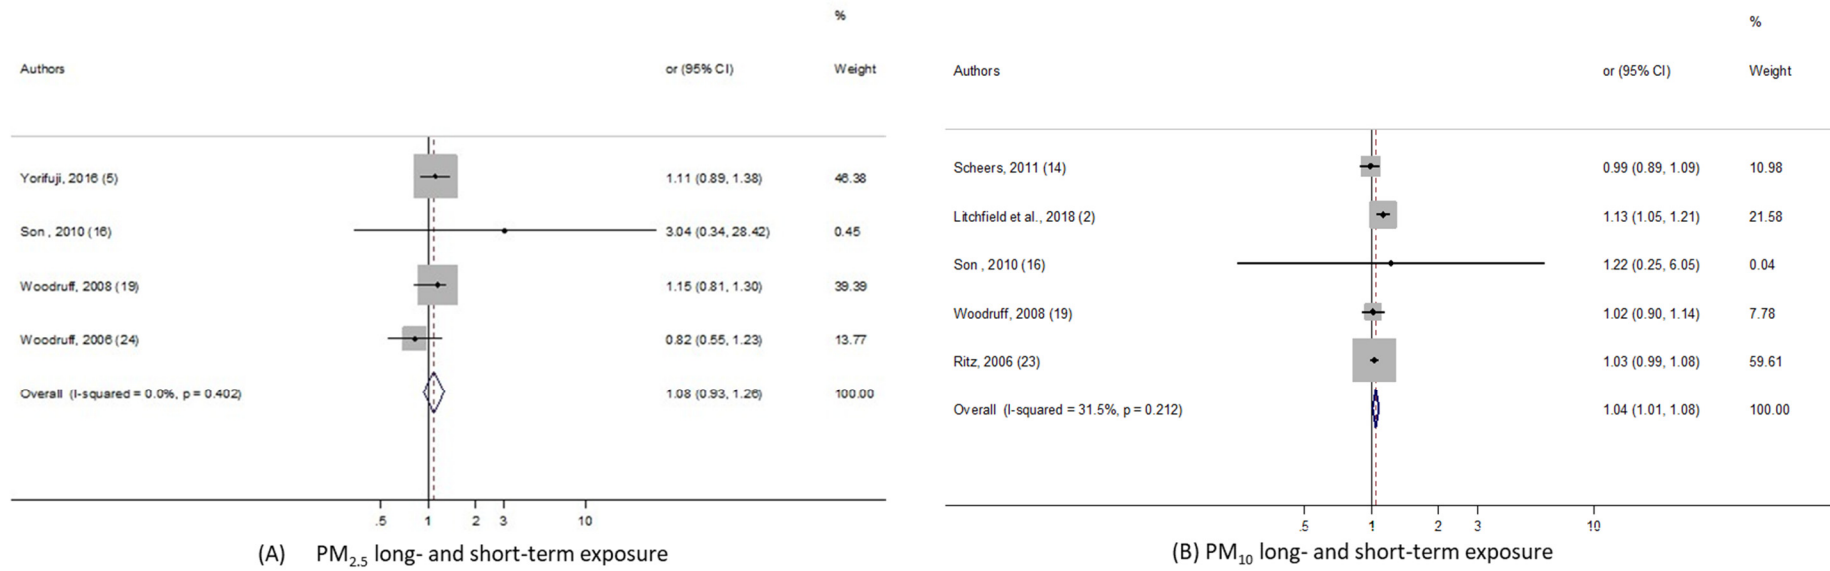 %
Authors or (95% CI) Weight
Yorifuji, 2016 (5) 1.11 (0.89, 1.38) 46.38
Son , 2010 (16) 3.04 (0.34, 28.42) 0.45
Woodruff, 2008 (19) 1.15 (0.81, 1.30) 39.39
Woodruff, 2006 (24) 0.82 (0.55, 1.23) 13.77
Overall (I-squared = 0.0%, p = 0.402) 1.08 (0.93, 1.26) 100.00
.5 1 2 3 10
(A) PM2.5 long- and short-term exposure
%
Authors or (95% CI) Weight
Scheers, 2011 (14) 0.99 (0.89, 1.09) 10.98
Litchfield et al., 2018 (2) 1.13 (1.05, 1.21) 21.58
Son , 2010 (16) 1.22 (0.25, 6.05) 0.04
Woodruff, 2008 (19) 1.02 (0.90, 1.14) 7.78
Ritz, 2006 (23) 1.03 (0.99, 1.08) 59.61
Overall (I-squared = 31.5%, p = 0.212) 1.04 (1.01, 1.08) 100.00
.5 1 2 3 10
(B) PM10 long- and short-term exposure